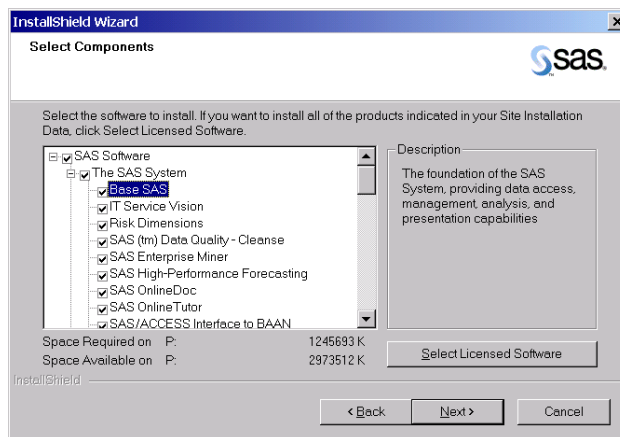 InstallShield Wizard
Select Components
sas.
Select the software to install. If you want to install all of the products indicated in your Site Installation
Data, click Select Licensed Software.
SAS Software
The SAS System
Base SAS
IT Service Vision
Risk Dimensions
SAS (tm) Data Quality - Cleanse
SAS Enterprise Miner
SAS High-Performance Forecasting
SAS OnlineDoc
SAS OnlineTutor
SAS/ACCESS Interface to BAAN
Description
The foundation of the SAS
System, providing data access,
management, analysis, and
presentation capabilities
Space Required on P: 1245693 K
Space Available on P: 2973512 K
Select Licensed Software
InstallShield
< Back Next > Cancel